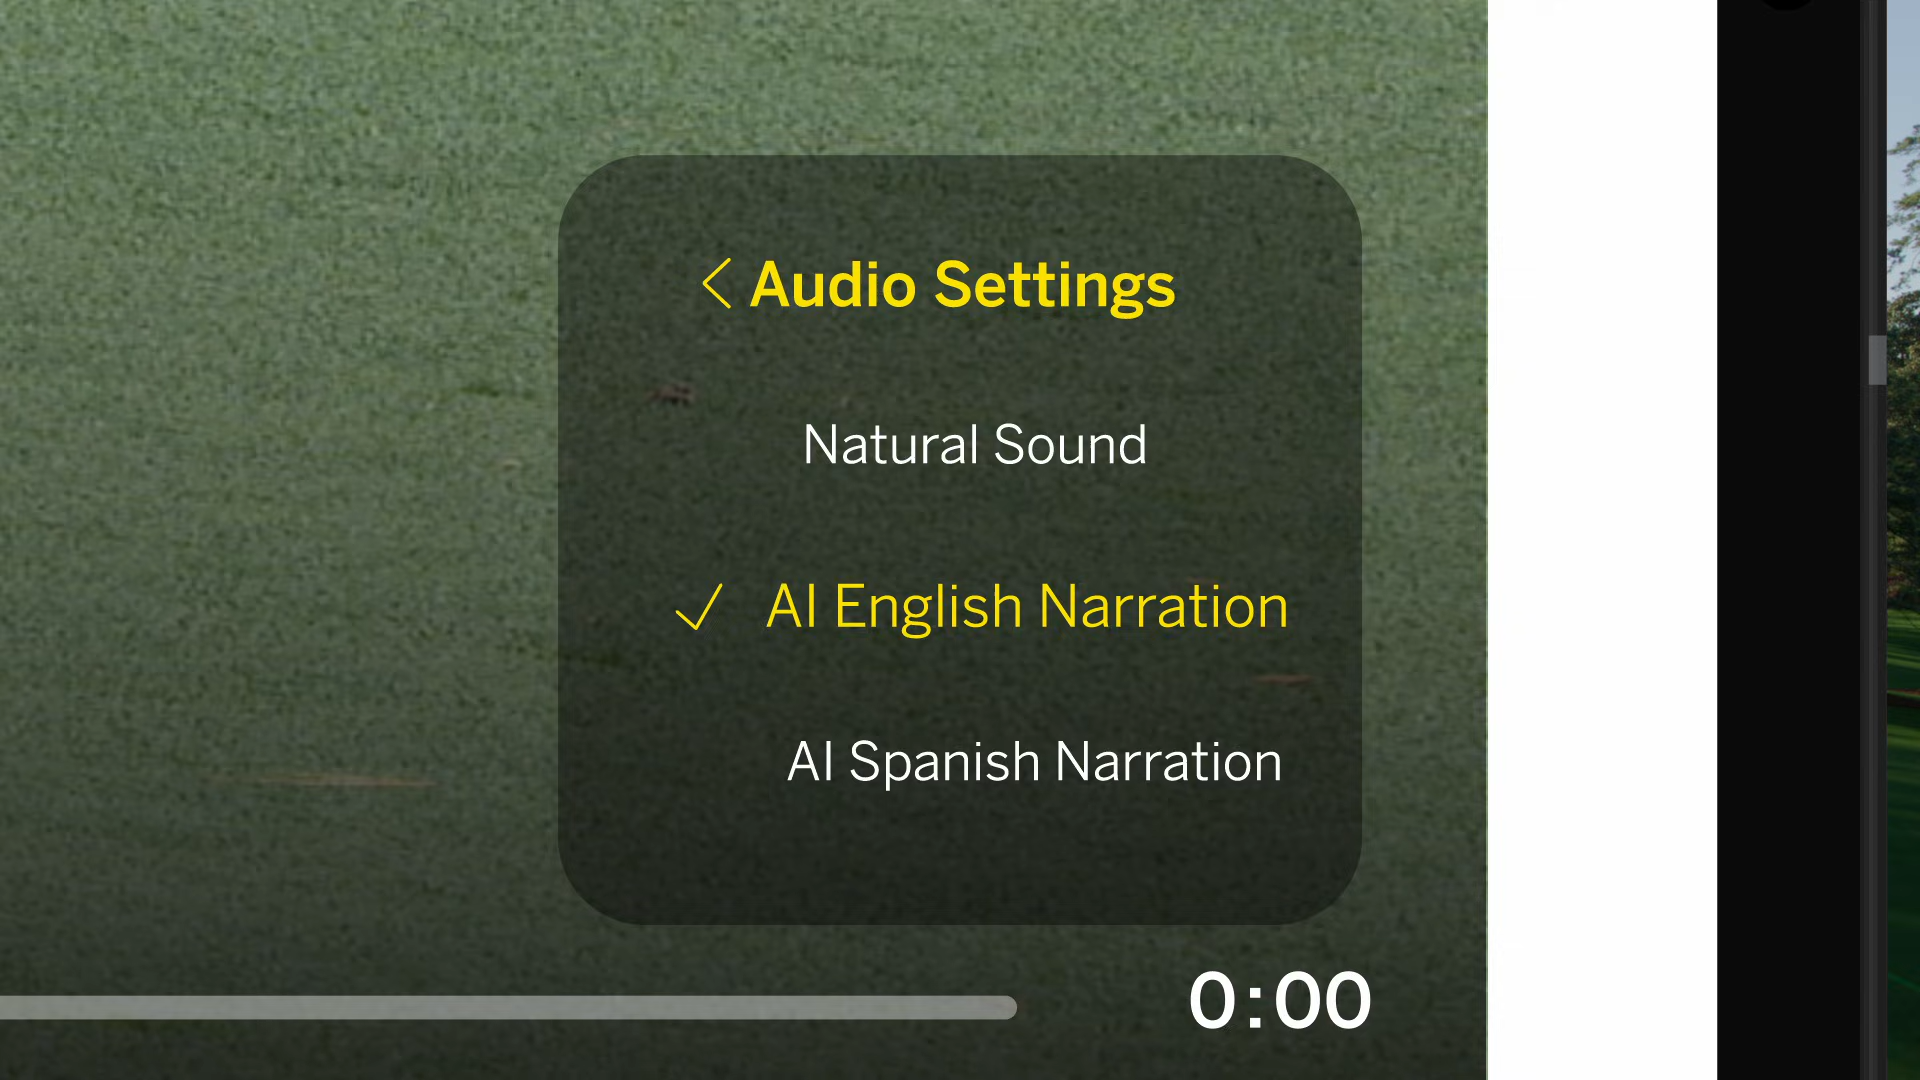 Audio Settings
Natural Sound
AI English Narration
AI Spanish Narration
0:00